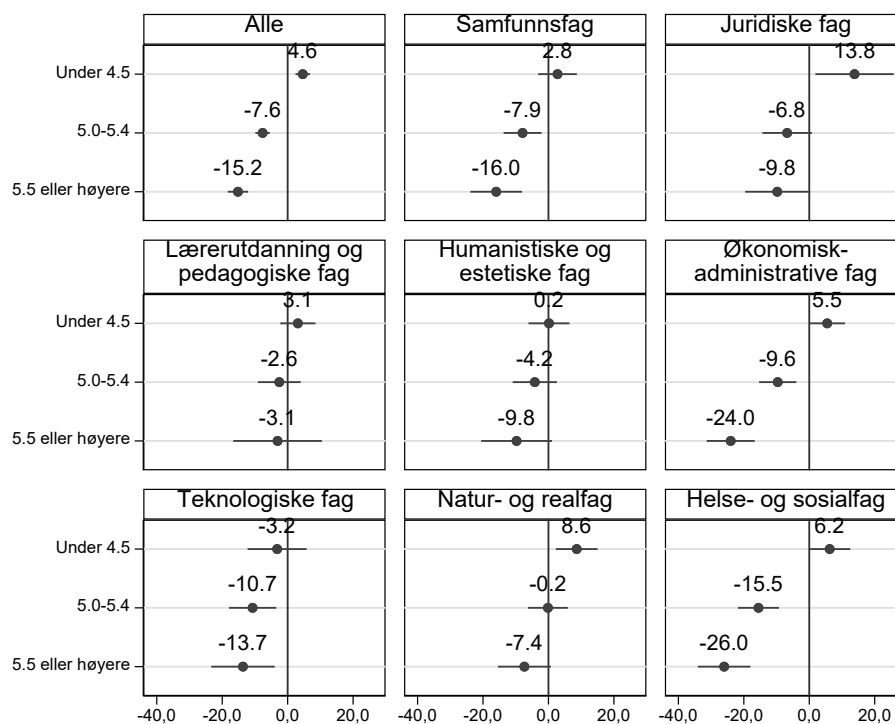 Alle
Samfunnsfag
Juridiske fag
Under 4.5
4.6
2.8
13.8
5.0-5.4
-7.6
-7.9
-6.8
5.5 eller høyere
-15.2
-16.0
-9.8
Lærerutdanning og
pedagogiske fag
Humanistiske og
estetiske fag
Økonomisk-
administrative fag
Under 4.5
3.1
0.2
5.5
5.0-5.4
-2.6
-4.2
-9.6
5.5 eller høyere
-3.1
-9.8
-24.0
Teknologiske fag
Natur- og realfag
Helse- og sosialfag
Under 4.5
-3.2
8.6
6.2
5.0-5.4
-10.7
-0.2
-15.5
5.5 eller høyere
-13.7
-7.4
-26.0
-40,0 -20,0 0,0 20,0
-40,0 -20,0 0,0 20,0
-40,0 -20,0 0,0 20,0